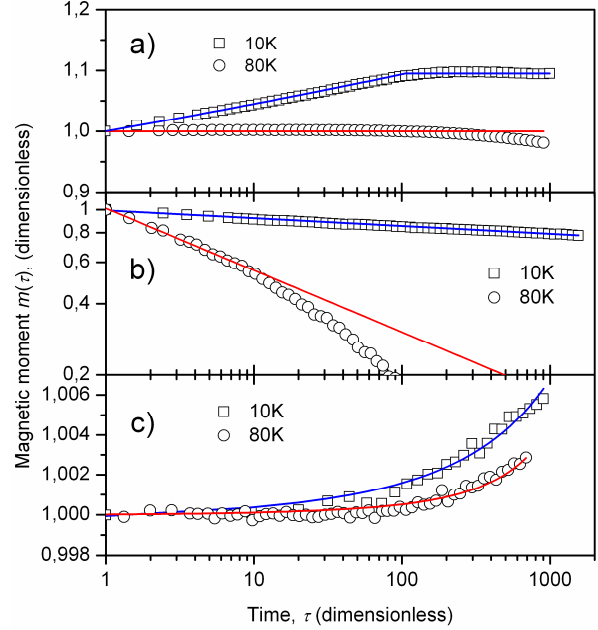 1,2
a)
10K
80K
1,1
1,0
0,9
1
0,8
0,6
0,4
0,2
b)
10K
80K
1,006
1,004
1,002
1,000
0,998
c)
10K
80K
1 10 100 1000
Time, τ (dimensionless)
Magnetic moment m(τ), (dimensionless)